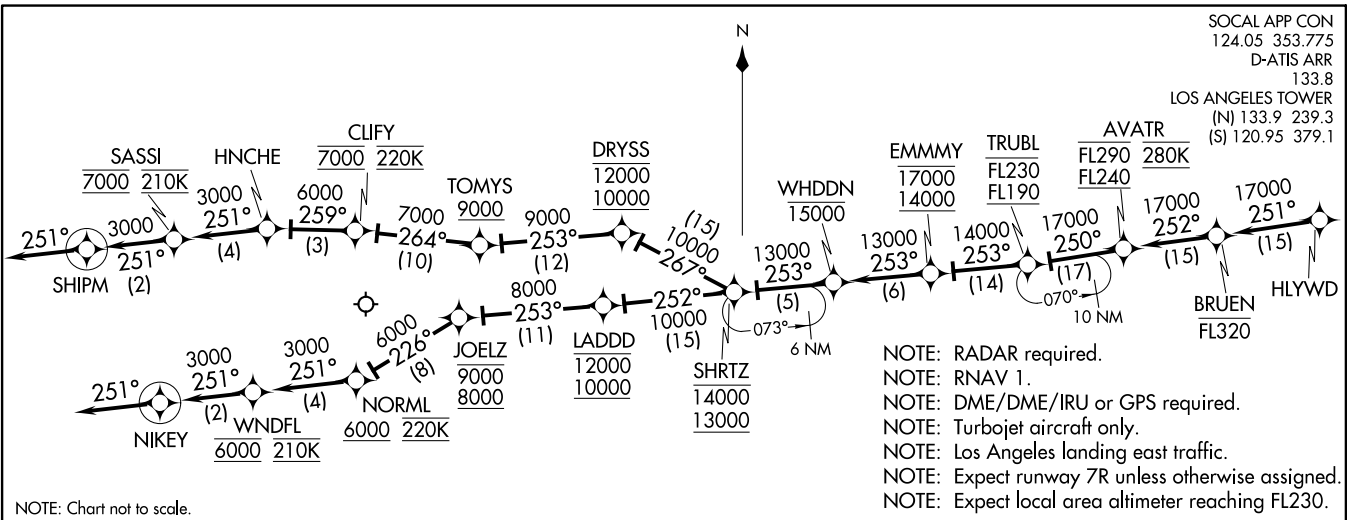 SOCAL APP CON
124.05 353.775
D-ATIS ARR
133.8
LOS ANGELES TOWER
(N) 133.9 239.3
(S) 120.95 379.1
N
SASSI
7000 210K
HNCHE
CLIFY
7000 220K
TOMYS
9000
DRYSS
12000
10000
WHDDN
15000
EMMMY
17000
14000
TRUBL
FL230
FL190
AVATR
FL290 280K
FL240
251°
SHIPM
3000
251°
(2)
3000
251°
(4)
6000
259°
(3)
7000
264°
(10)
9000
253°
(12)
(15)
10000
267°
13000
253°
(5)
13000
253°
(6)
14000
253°
(14)
17000
250°
(17)
17000
252°
(15)
17000
251°
(15)
070°
10 NM
073°
6 NM
BRUEN
FL320
HLYWD
251°
NIKEY
3000
251°
(2)
WNDFL
6000 210K
3000
251°
(4)
NORML
6000 220K
6000
226°
(8)
JOELZ
9000
8000
8000
253°
(11)
LADDD
12000
10000
252°
10000
(15)
SHRTZ
14000
13000
NOTE: RADAR required.
NOTE: RNAV 1.
NOTE: DME/DME/IRU or GPS required.
NOTE: Turbojet aircraft only.
NOTE: Los Angeles landing east traffic.
NOTE: Expect runway 7R unless otherwise assigned.
NOTE: Expect local area altimeter reaching FL230.
NOTE: Chart not to scale.